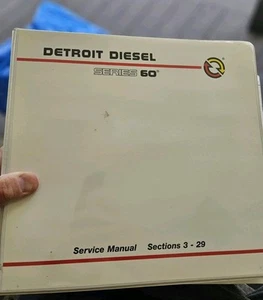 DETROIT DIESEL
SERIES 60®
Service Manual Sections 3 - 29